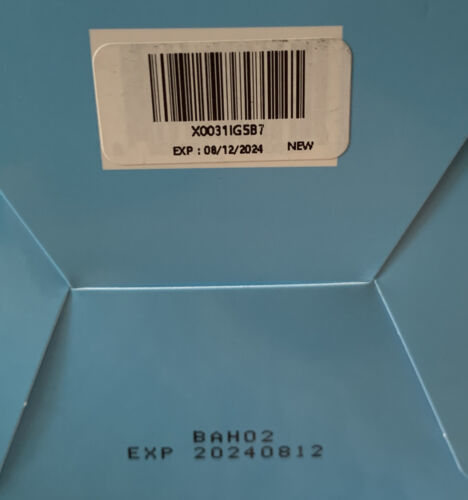 X0031IG5B7
EXP : 08/12/2024 NEW
BAH02
EXP 20240812